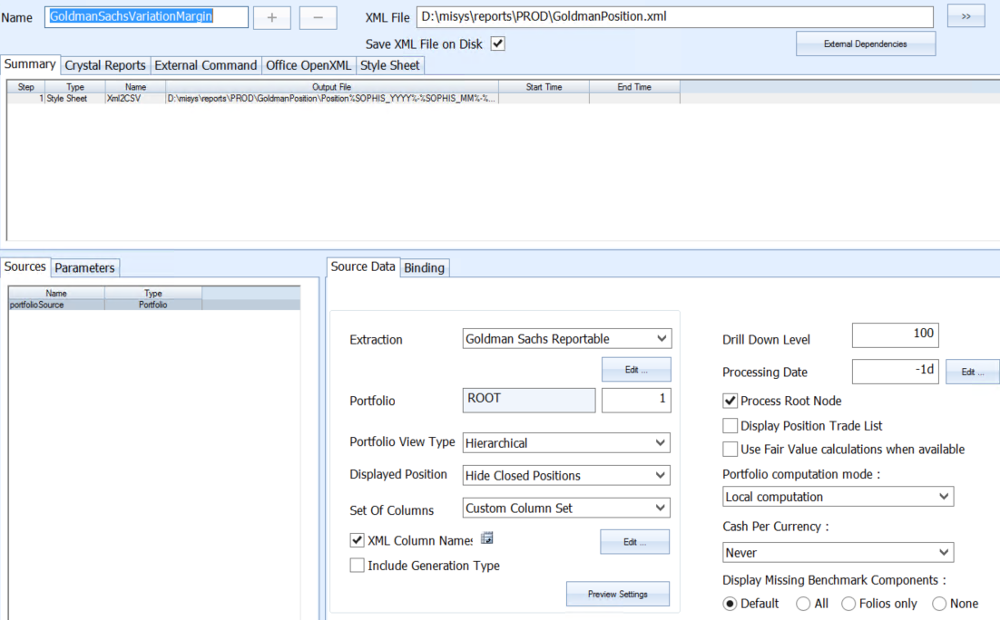 Name GoldmanSachsVariationMargin + − XML File D:\misys\reports\PROD\GoldmanPosition.xml >>
Save XML File on Disk External Dependencies
Summary Crystal Reports External Command Office OpenXML Style Sheet
Step Type Name Output File Start Time End Time
1 Style Sheet Xml2CSV D:\misys\reports\PROD\GoldmanPosition\Position%SOPHIS_YYYY%-%SOPHIS_MM%-%...
Sources Parameters
Name Type
portfolioSource Portfolio
Source Data Binding
Extraction Goldman Sachs Reportable
Edit ...
Portfolio ROOT 1
Portfolio View Type Hierarchical
Displayed Position Hide Closed Positions
Set Of Columns Custom Column Set
XML Column Names Edit ...
Include Generation Type
Preview Settings
Drill Down Level 100
Processing Date -1d Edit ...
Process Root Node
Display Position Trade List
Use Fair Value calculations when available
Portfolio computation mode :
Local computation
Cash Per Currency :
Never
Display Missing Benchmark Components :
Default All Folios only None